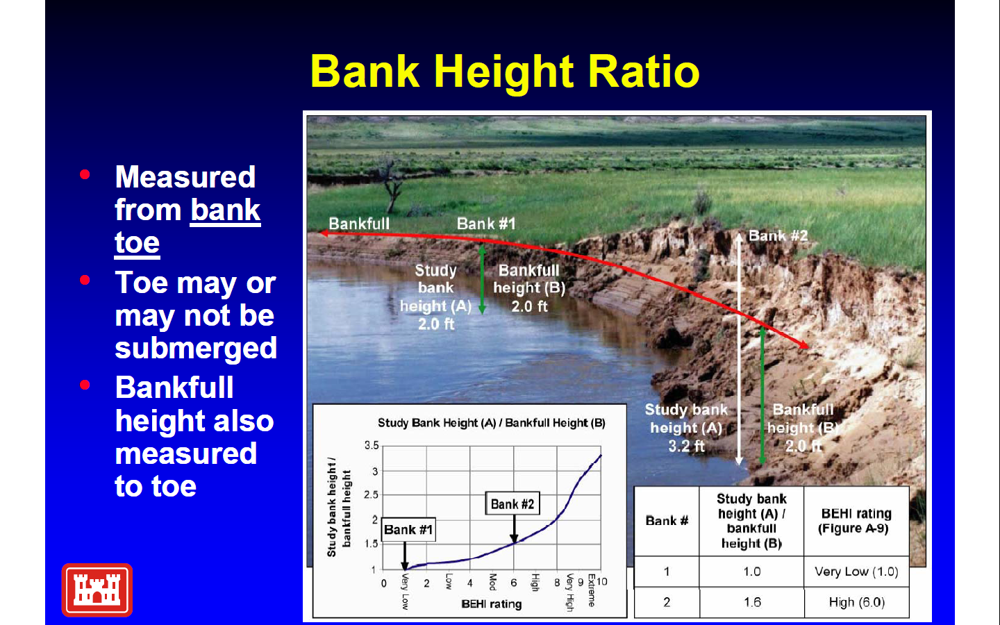 Bank Height Ratio
• Measured
from bank
toe
• Toe may or
may not be
submerged
• Bankfull
height also
measured
to toe
Bankfull
Bank #1
Bank #2
Study
bank
height (A)
2.0 ft
Bankfull
height (B)
2.0 ft
Study bank
height (A)
3.2 ft
Bankfull
height (B)
2.0 ft
Study Bank Height (A) / Bankfull Height (B)
Study bank height /
bankfull height
3.5
3
2.5
2
1.5
1
Bank #1
Bank #2
0 2 4 6 8 9 10
Very Low
Low
Mod
High
Very High
Extreme
BEHI rating
Bank #
Study bank
height (A) /
bankfull
height (B)
BEHI rating
(Figure A-9)
1 1.0 Very Low (1.0)
2 1.6 High (6.0)